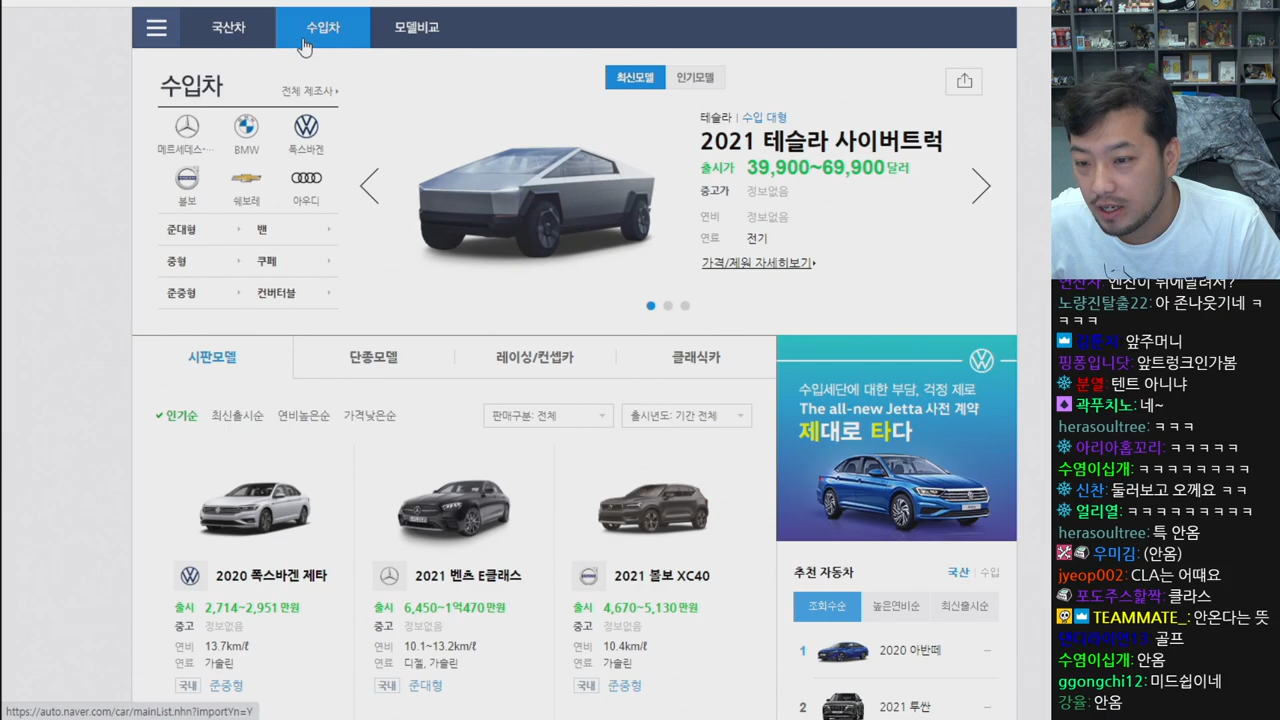 국산차
수입차
모델비교
수입차
전체 제조사
메르세데스-…
BMW
폭스바겐
볼보
쉐보레
아우디
준대형
밴
중형
쿠페
준중형
컨버터블
최신모델
인기모델
테슬라 | 수입 대형
2021 테슬라 사이버트럭
출시가 39,900~69,900달러
중고가 정보없음
연비 정보없음
연료 전기
가격/제원 자세히보기
시판모델
단종모델
레이싱/컨셉카
클래식카
인기순
최신출시순
연비높은순
가격낮은순
판매구분: 전체
출시년도: 기간 전체
2020 폭스바겐 제타
출시 2,714~2,951 만원
중고 정보없음
연비 13.7km/ℓ
연료 가솔린
국내 준중형
2021 벤츠 E클래스
출시 6,450~1억470 만원
중고 정보없음
연비 10.1~13.2km/ℓ
연료 디젤, 가솔린
국내 준대형
2021 볼보 XC40
출시 4,670~5,130 만원
중고 정보없음
연비 10.4km/ℓ
연료 가솔린
국내 준중형
수입세단에 대한 부담, 걱정 제로
The all-new Jetta 사전 계약
제대로 타다
추천 자동차
국산 | 수입
조회수순
높은연비순
최신출시순
1 2020 아반떼
2 2021 투싼
https://auto.naver.com/car/mainList.nhn?importYn=Y
노량진탈출22: 아 존나웃기네 ㅋ
ㅋㅋㅋ
앞주머니
핑퐁입니닷: 앞트렁크인가봄
분열: 텐트 아니냐
곽푸치노: 네~
herasoultree: ㅋㅋㅋ
아리아홉꼬리: ㅋㅋㅋㅋㅋ
수염이십개: ㅋㅋㅋㅋㅋㅋㅋㅋ
신찬: 둘러보고 오께요 ㅋㅋ
얼리열: ㅋㅋㅋㅋㅋㅋㅋㅋㅋ
herasoultree: 특 안옴
우미김: (안옴)
jyeop002: CLA는 어때요
포도주스핥짝: 클라스
TEAMMATE_: 안온다는 뜻
골프
수염이십개: 안옴
ggongchi12: 미드쉽이네
강율: 안옴